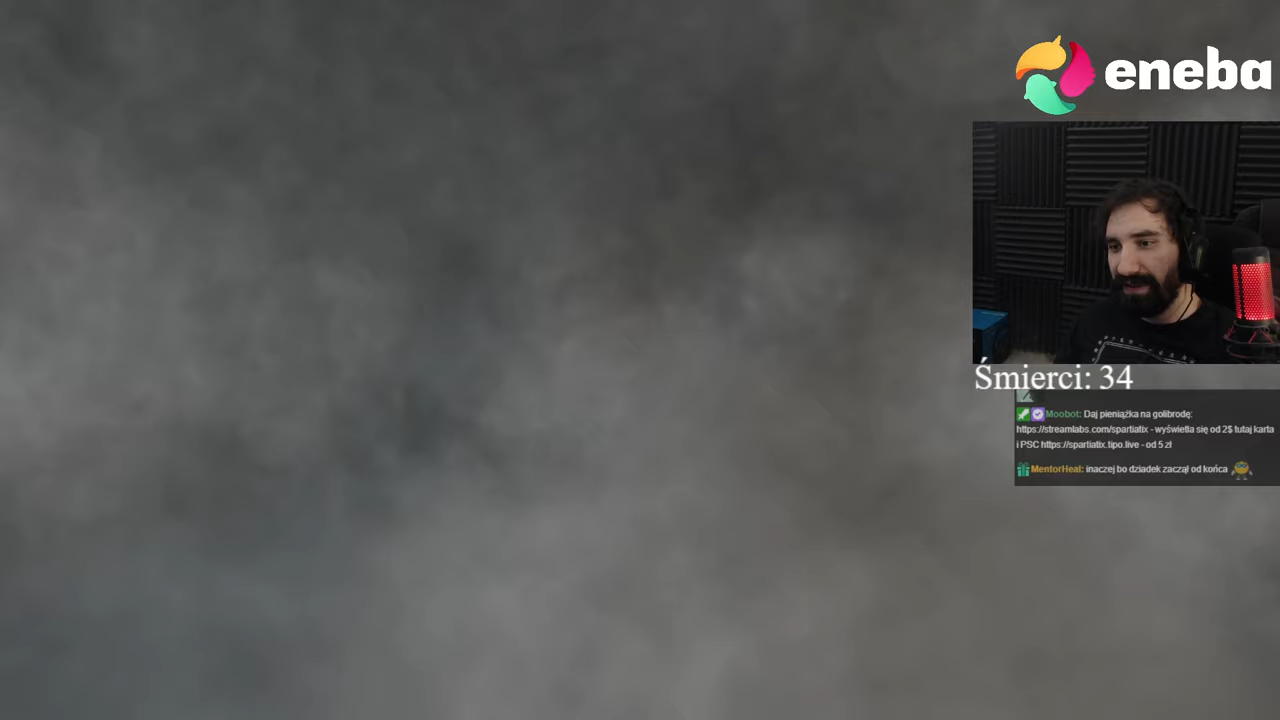 eneba
Śmierci: 34
Moobot: Daj pieniążka na golibrodę:
https://streamlabs.com/spartiatix - wyświetla się od 2$ tutaj karta
i PSC https://spartiatix.tipo.live - od 5 zł
MentorHeal: inaczej bo dziadek zaczął od końca